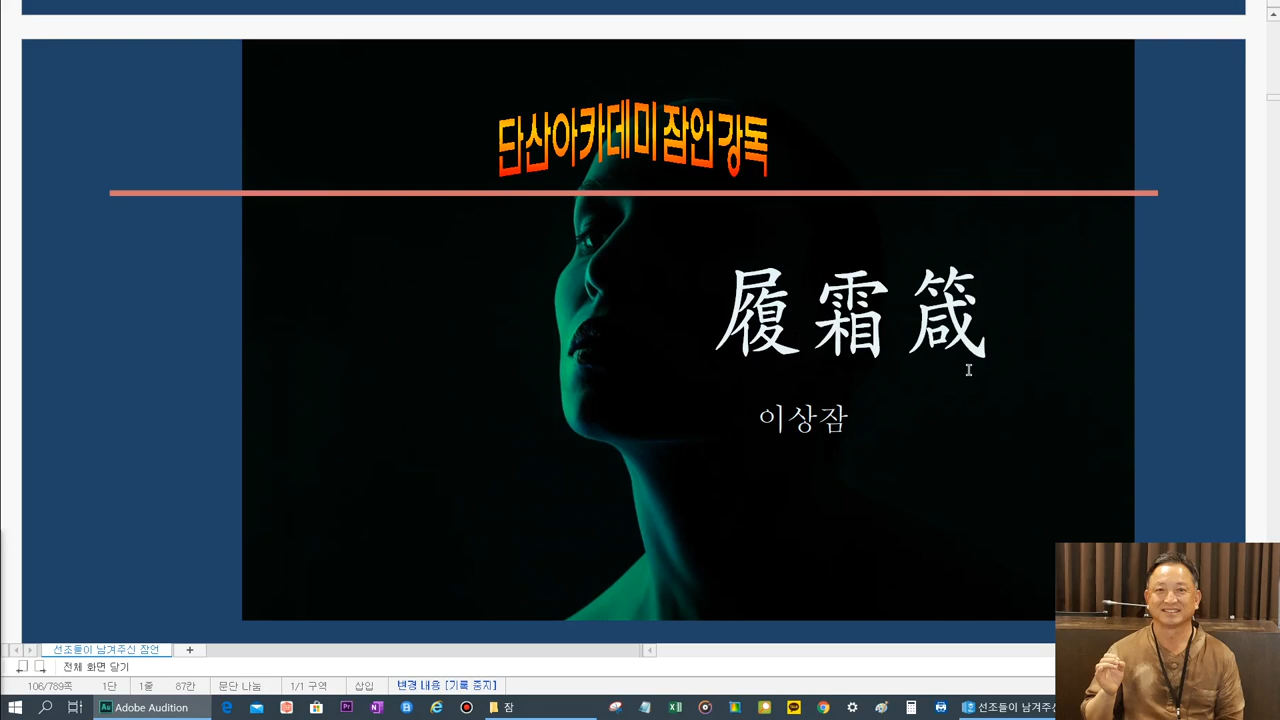 단산아카데미 잠언 강독
履霜箴
이상잠
선조들이 남겨주신 잠언
전체 화면 닫기
106/789쪽 1단 1줄 87칸 문단 나눔 1/1 구역 삽입 변경 내용 [기록 중지]
Adobe Audition 잠 선조들이 남겨주신